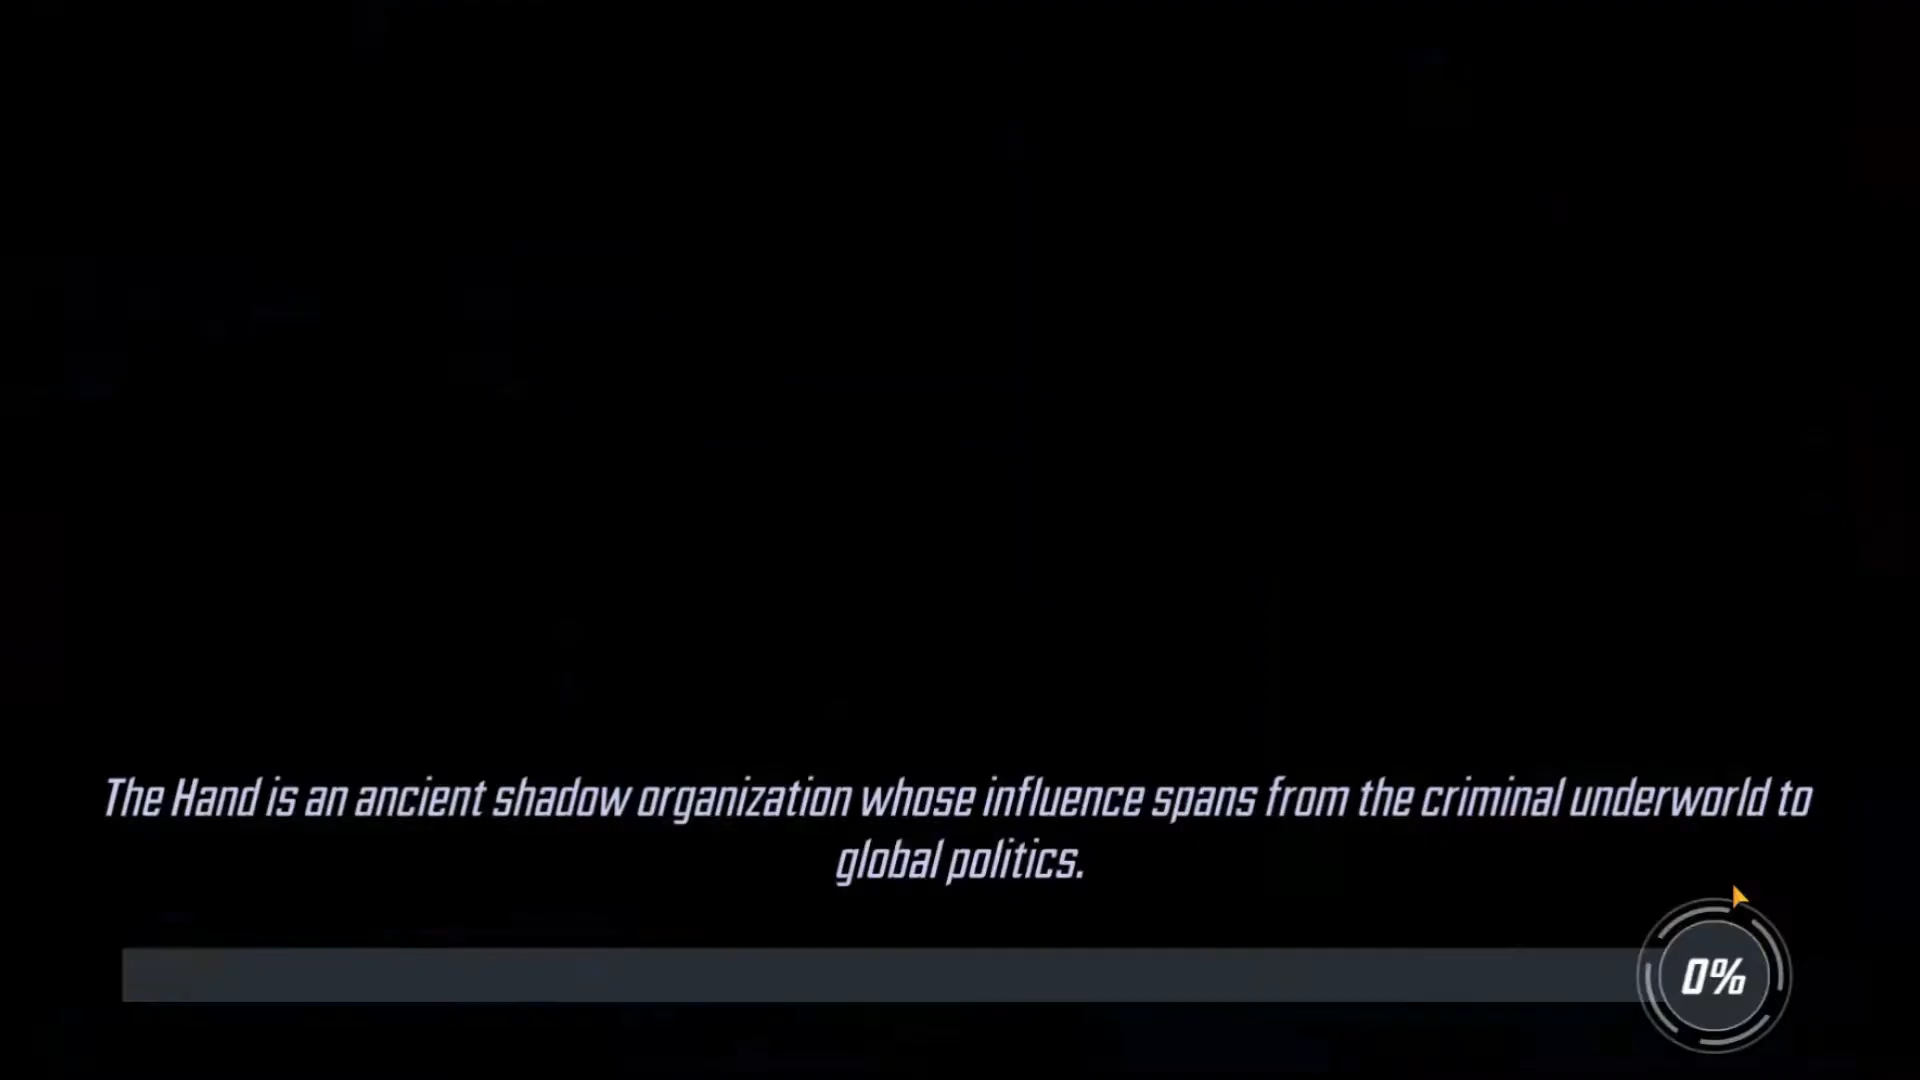 The Hand is an ancient shadow organization whose influence spans from the criminal underworld to
global politics.
0%